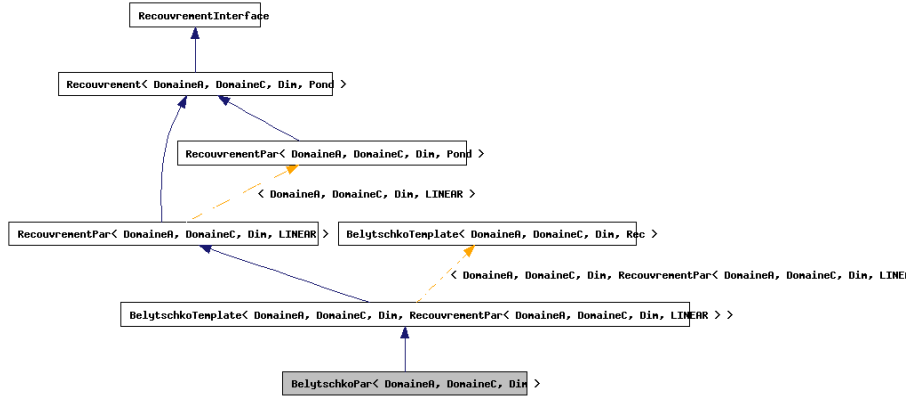 RecouvrementInterface
Recouvrement< DomaineA, DomaineC, Dim, Pond >
RecouvrementPar< DomaineA, DomaineC, Dim, Pond >
< DomaineA, DomaineC, Dim, LINEAR >
RecouvrementPar< DomaineA, DomaineC, Dim, LINEAR >
BelytschkoTemplate< DomaineA, DomaineC, Dim, Rec >
< DomaineA, DomaineC, Dim, RecouvrementPar< DomaineA, DomaineC, Dim, LINE
BelytschkoTemplate< DomaineA, DomaineC, Dim, RecouvrementPar< DomaineA, DomaineC, Dim, LINEAR > >
BelytschkoPar< DomaineA, DomaineC, Dim >